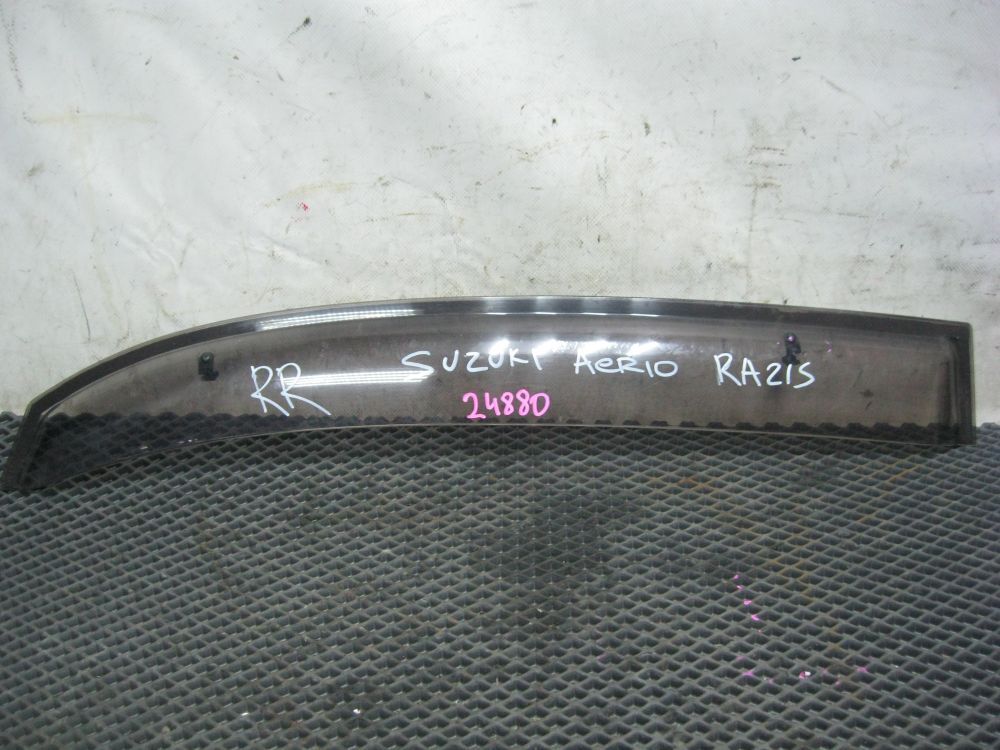 RR SUZUKI AERIO RA21S
24880